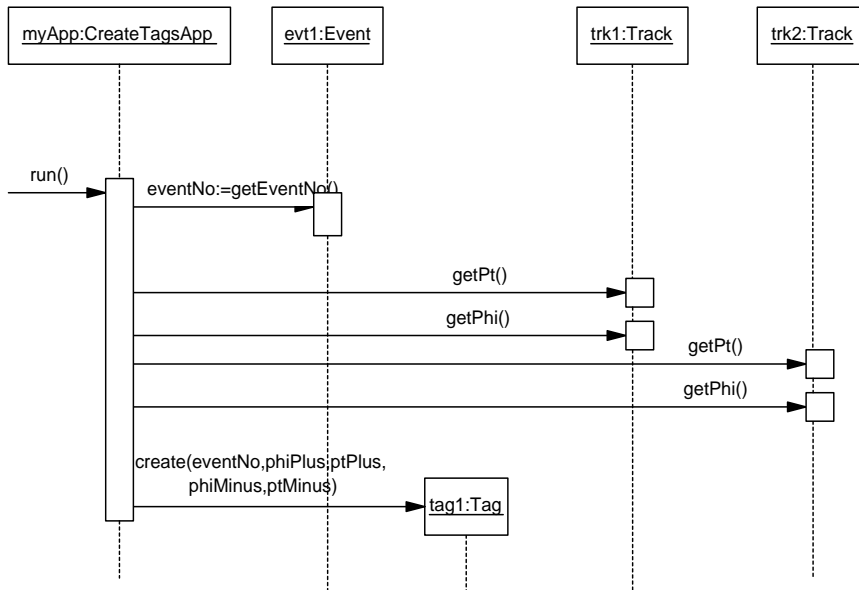 myApp:CreateTagsApp
evt1:Event
trk1:Track
trk2:Track
run()
eventNo:=getEventNo()
getPt()
getPhi()
getPt()
getPhi()
create(eventNo,phiPlus,ptPlus,
phiMinus,ptMinus)
tag1:Tag